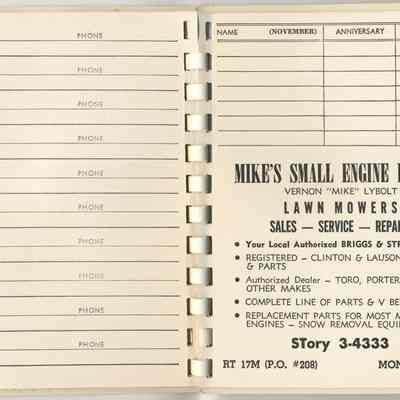 PHONE
PHONE
PHONE
PHONE
PHONE
PHONE
PHONE
PHONE
PHONE
PHONE
NAME (NOVEMBER) ANNIVERSARY
MIKE'S SMALL ENGINE
VERNON "MIKE" LYBOLT
LAWN MOWERS
SALES — SERVICE — REPA
• Your Local Authorized BRIGGS & STR
• REGISTERED – CLINTON & LAUSON
& PARTS
• Authorized Dealer – TORO, PORTER
OTHER MAKES
• COMPLETE LINE OF PARTS & V BE
• REPLACEMENT PARTS FOR MOST M
ENGINES – SNOW REMOVAL EQUI
STory 3-4333
RT 17M (P.O. #208) MON